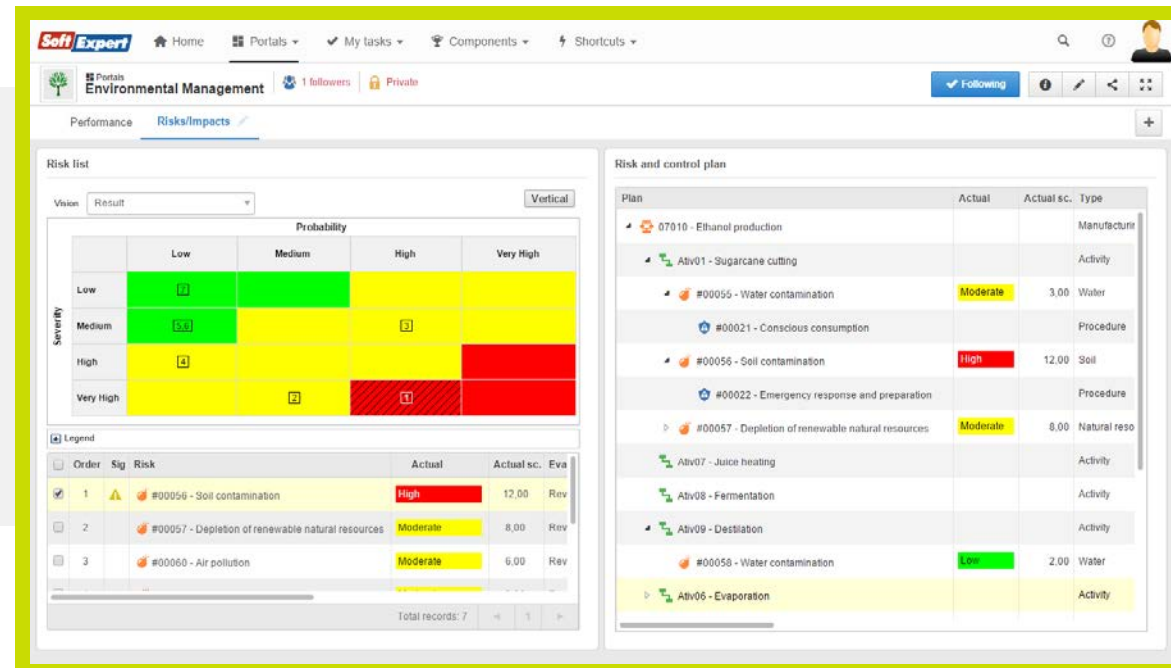 Soft Expert Home Portals My tasks Components Shortcuts
Portals
Environmental Management 1 followers Private Following
Performance Risks/Impacts
Risk list
Vision Result Vertical
Probability
Low Medium High Very High
Severity
Low 7
Medium 5,6 3
High 4
Very High 2 1
Legend
Order Sig Risk Actual Actual sc. Eva
1 #00056 - Soil contamination High 12,00 Rev
2 #00057 - Depletion of renewable natural resources Moderate 8,00 Rev
3 #00060 - Air pollution Moderate 6,00 Rev
Total records: 7 1
Risk and control plan
Plan Actual Actual sc. Type
07010 - Ethanol production Manufacturin
Ativ01 - Sugarcane cutting Activity
#00055 - Water contamination Moderate 3,00 Water
#00021 - Conscious consumption Procedure
#00056 - Soil contamination High 12,00 Soil
#00022 - Emergency response and preparation Procedure
#00057 - Depletion of renewable natural resources Moderate 8,00 Natural reso
Ativ07 - Juice heating Activity
Ativ08 - Fermentation Activity
Ativ09 - Destilation Activity
#00058 - Water contamination Low 2,00 Water
Ativ06 - Evaporation Activity